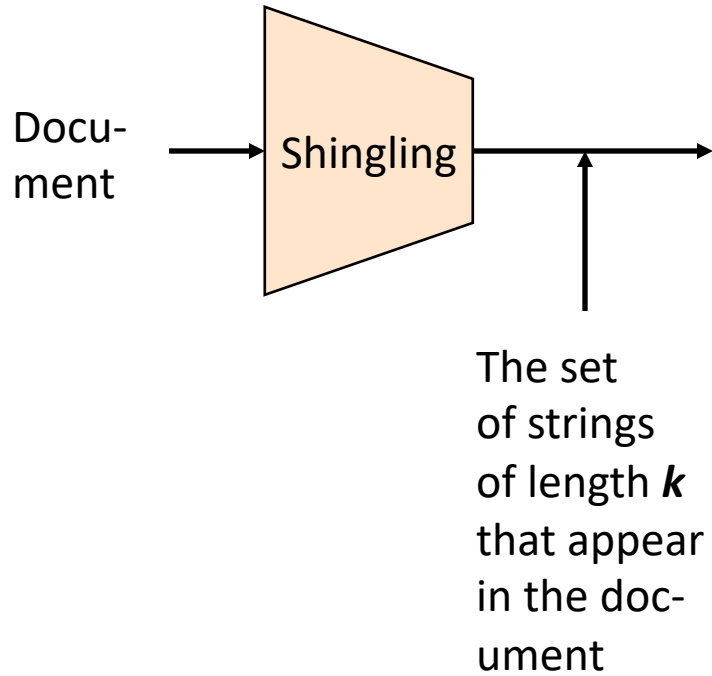 Docu-
ment
Shingling
The set
of strings
of length k
that appear
in the doc-
ument